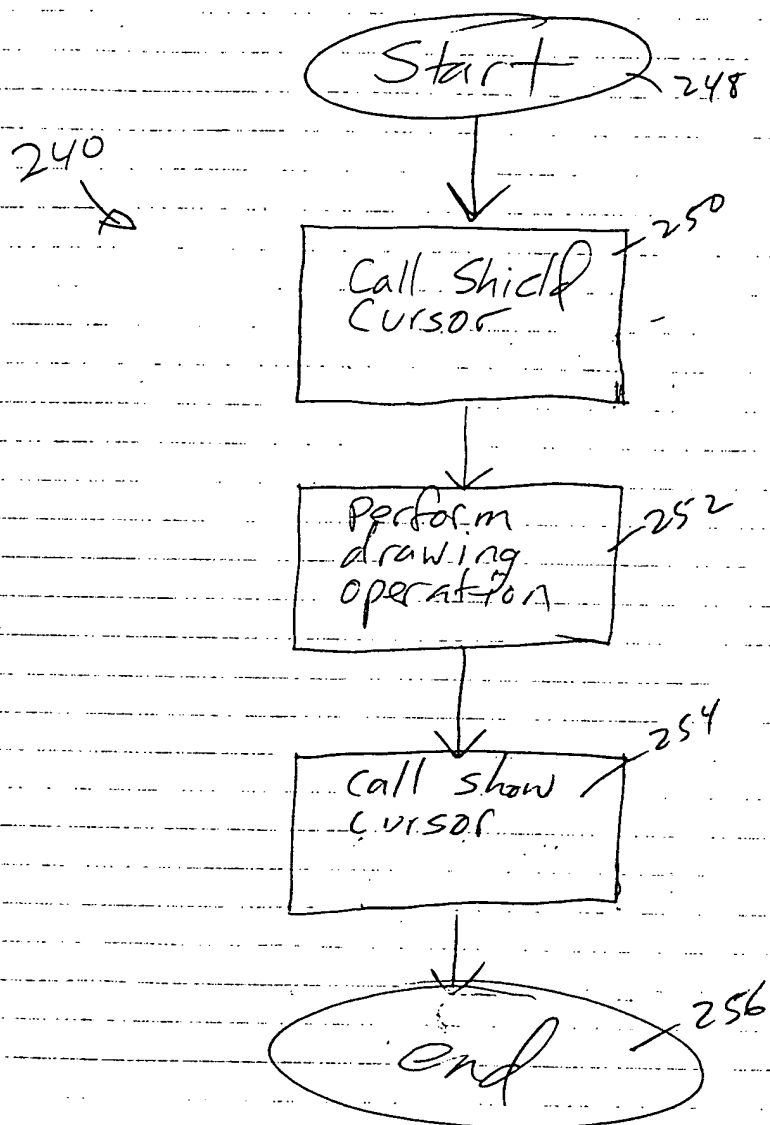 Start
248
240
250
Call Shield
Cursor
252
Perform
drawing
operation
254
call show
cursor
256
end